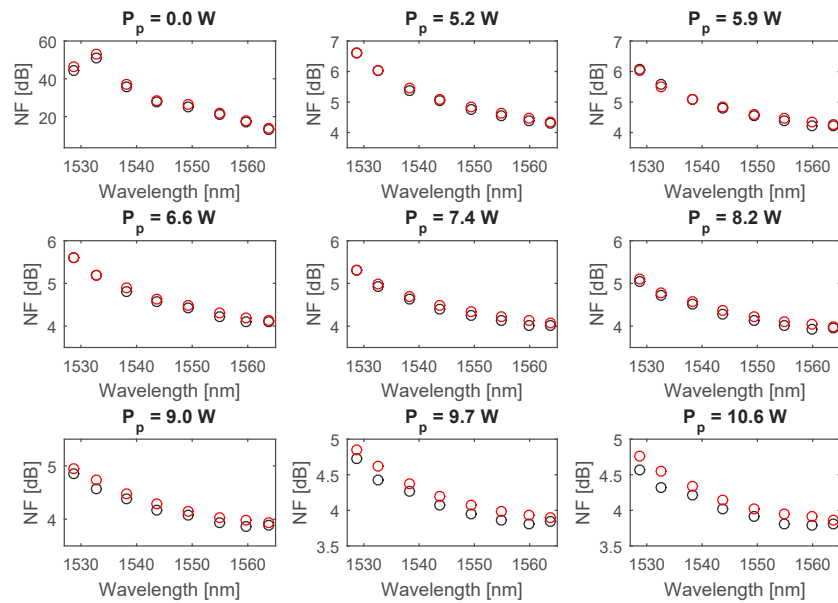 P_p = 0.0 W
P_p = 5.2 W
P_p = 5.9 W
60
40
20
NF [dB]
1530 1540 1550 1560
Wavelength [nm]
7
6
5
4
NF [dB]
1530 1540 1550 1560
Wavelength [nm]
7
6
5
4
NF [dB]
1530 1540 1550 1560
Wavelength [nm]
P_p = 6.6 W
P_p = 7.4 W
P_p = 8.2 W
6
5
4
NF [dB]
1530 1540 1550 1560
Wavelength [nm]
6
5
4
NF [dB]
1530 1540 1550 1560
Wavelength [nm]
6
5
4
NF [dB]
1530 1540 1550 1560
Wavelength [nm]
P_p = 9.0 W
P_p = 9.7 W
P_p = 10.6 W
5
4
NF [dB]
1530 1540 1550 1560
Wavelength [nm]
5
4.5
4
3.5
NF [dB]
1530 1540 1550 1560
Wavelength [nm]
5
4.5
4
3.5
NF [dB]
1530 1540 1550 1560
Wavelength [nm]